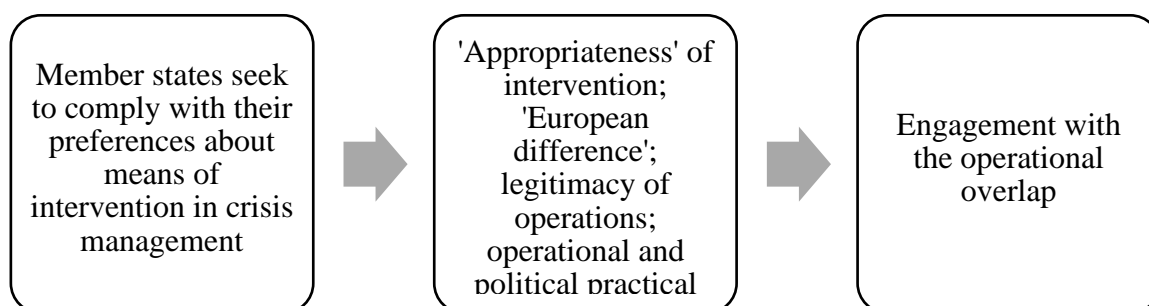 Member states seek
to comply with their
preferences about
means of
intervention in crisis
management
'Appropriateness' of
intervention;
'European
difference';
legitimacy of
operations;
operational and
political practical
Engagement with
the operational
overlap